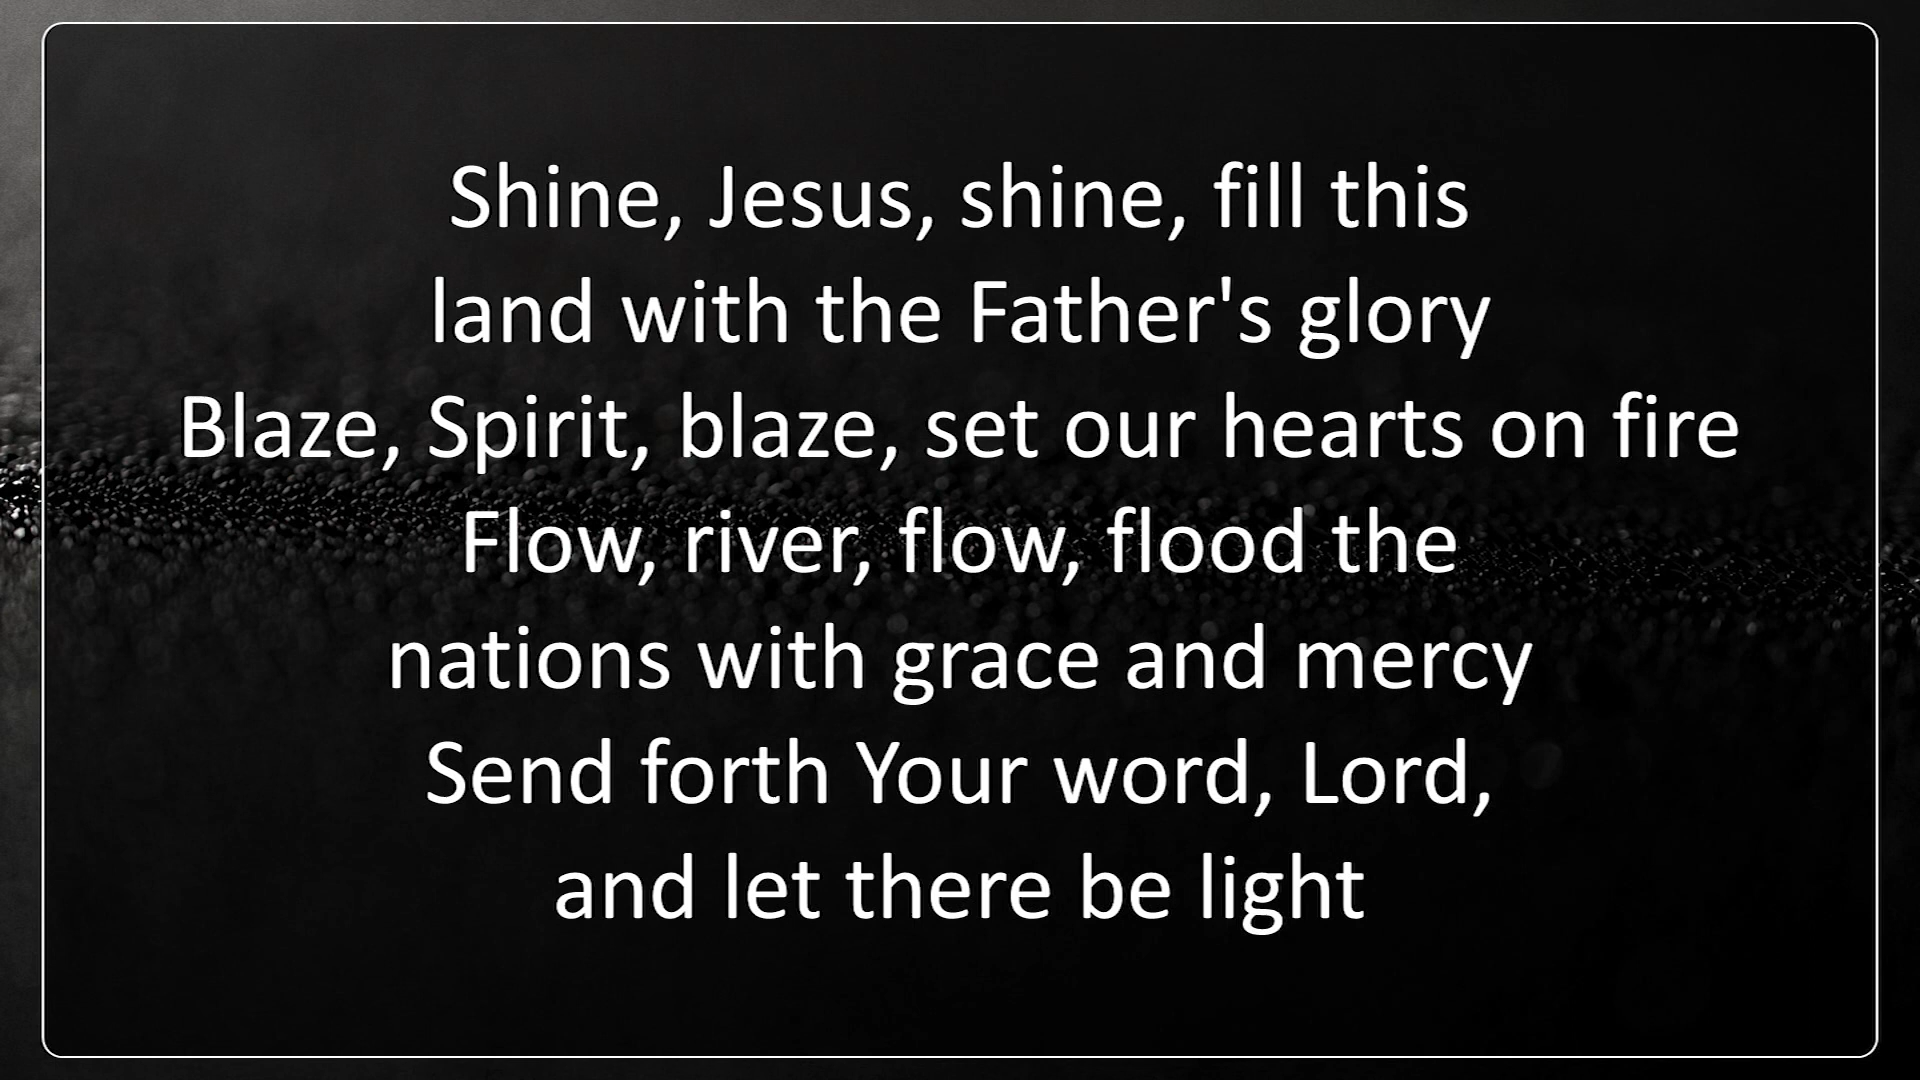 Shine, Jesus, shine, fill this
land with the Father's glory
Blaze, Spirit, blaze, set our hearts on fire
Flow, river, flow, flood the
nations with grace and mercy
Send forth Your word, Lord,
and let there be light